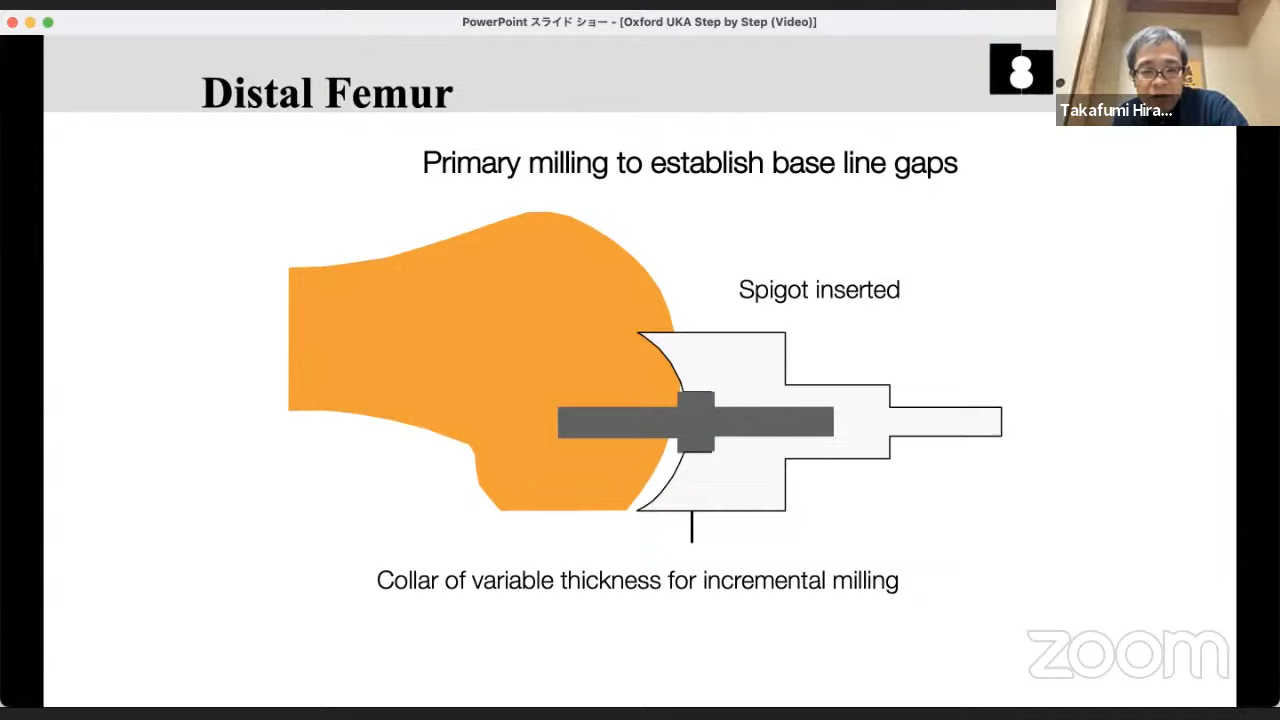 PowerPoint スライド ショー - [Oxford UKA Step by Step (Video)]
Takafumi Hira...
Distal Femur
Primary milling to establish base line gaps
Spigot inserted
Collar of variable thickness for incremental milling
zoom